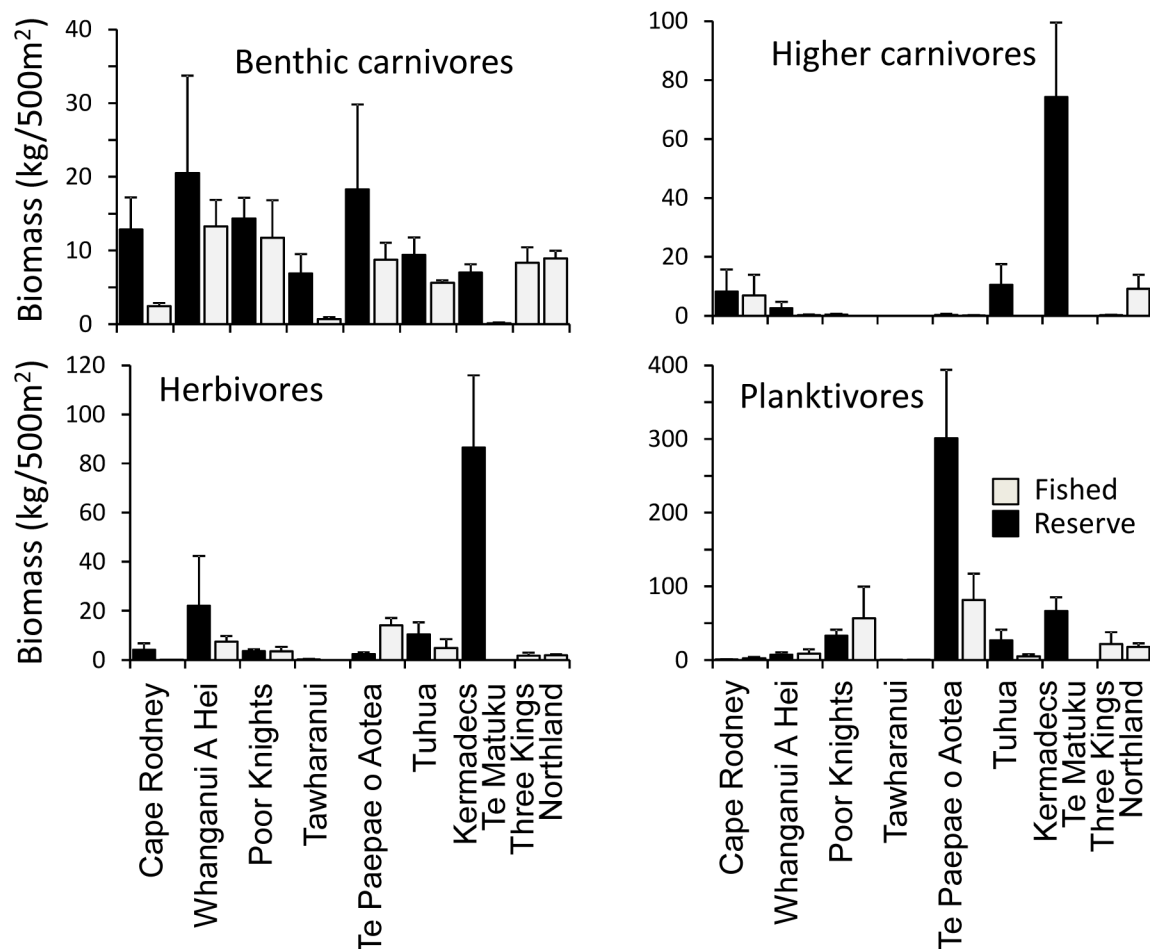 Biomass (kg/500m²)
40
30
20
10
0
Benthic carnivores
100
80
60
40
20
0
Higher carnivores
Biomass (kg/500m²)
120
100
80
60
40
20
0
Herbivores
400
300
200
100
0
Planktivores
Fished
Reserve
Cape Rodney
Whanganui A Hei
Poor Knights
Tawharanui
Te Paepae o Aotea
Tuhua
Kermadecs
Te Matuku
Three Kings
Northland
Cape Rodney
Whanganui A Hei
Poor Knights
Tawharanui
Te Paepae o Aotea
Tuhua
Kermadecs
Te Matuku
Three Kings
Northland